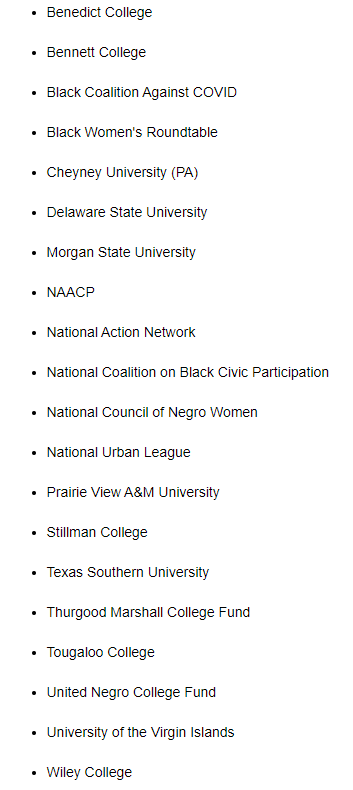 Benedict College
Bennett College
Black Coalition Against COVID
Black Women's Roundtable
Cheyney University (PA)
Delaware State University
Morgan State University
NAACP
National Action Network
National Coalition on Black Civic Participation
National Council of Negro Women
National Urban League
Prairie View A&M University
Stillman College
Texas Southern University
Thurgood Marshall College Fund
Tougaloo College
United Negro College Fund
University of the Virgin Islands
Wiley College